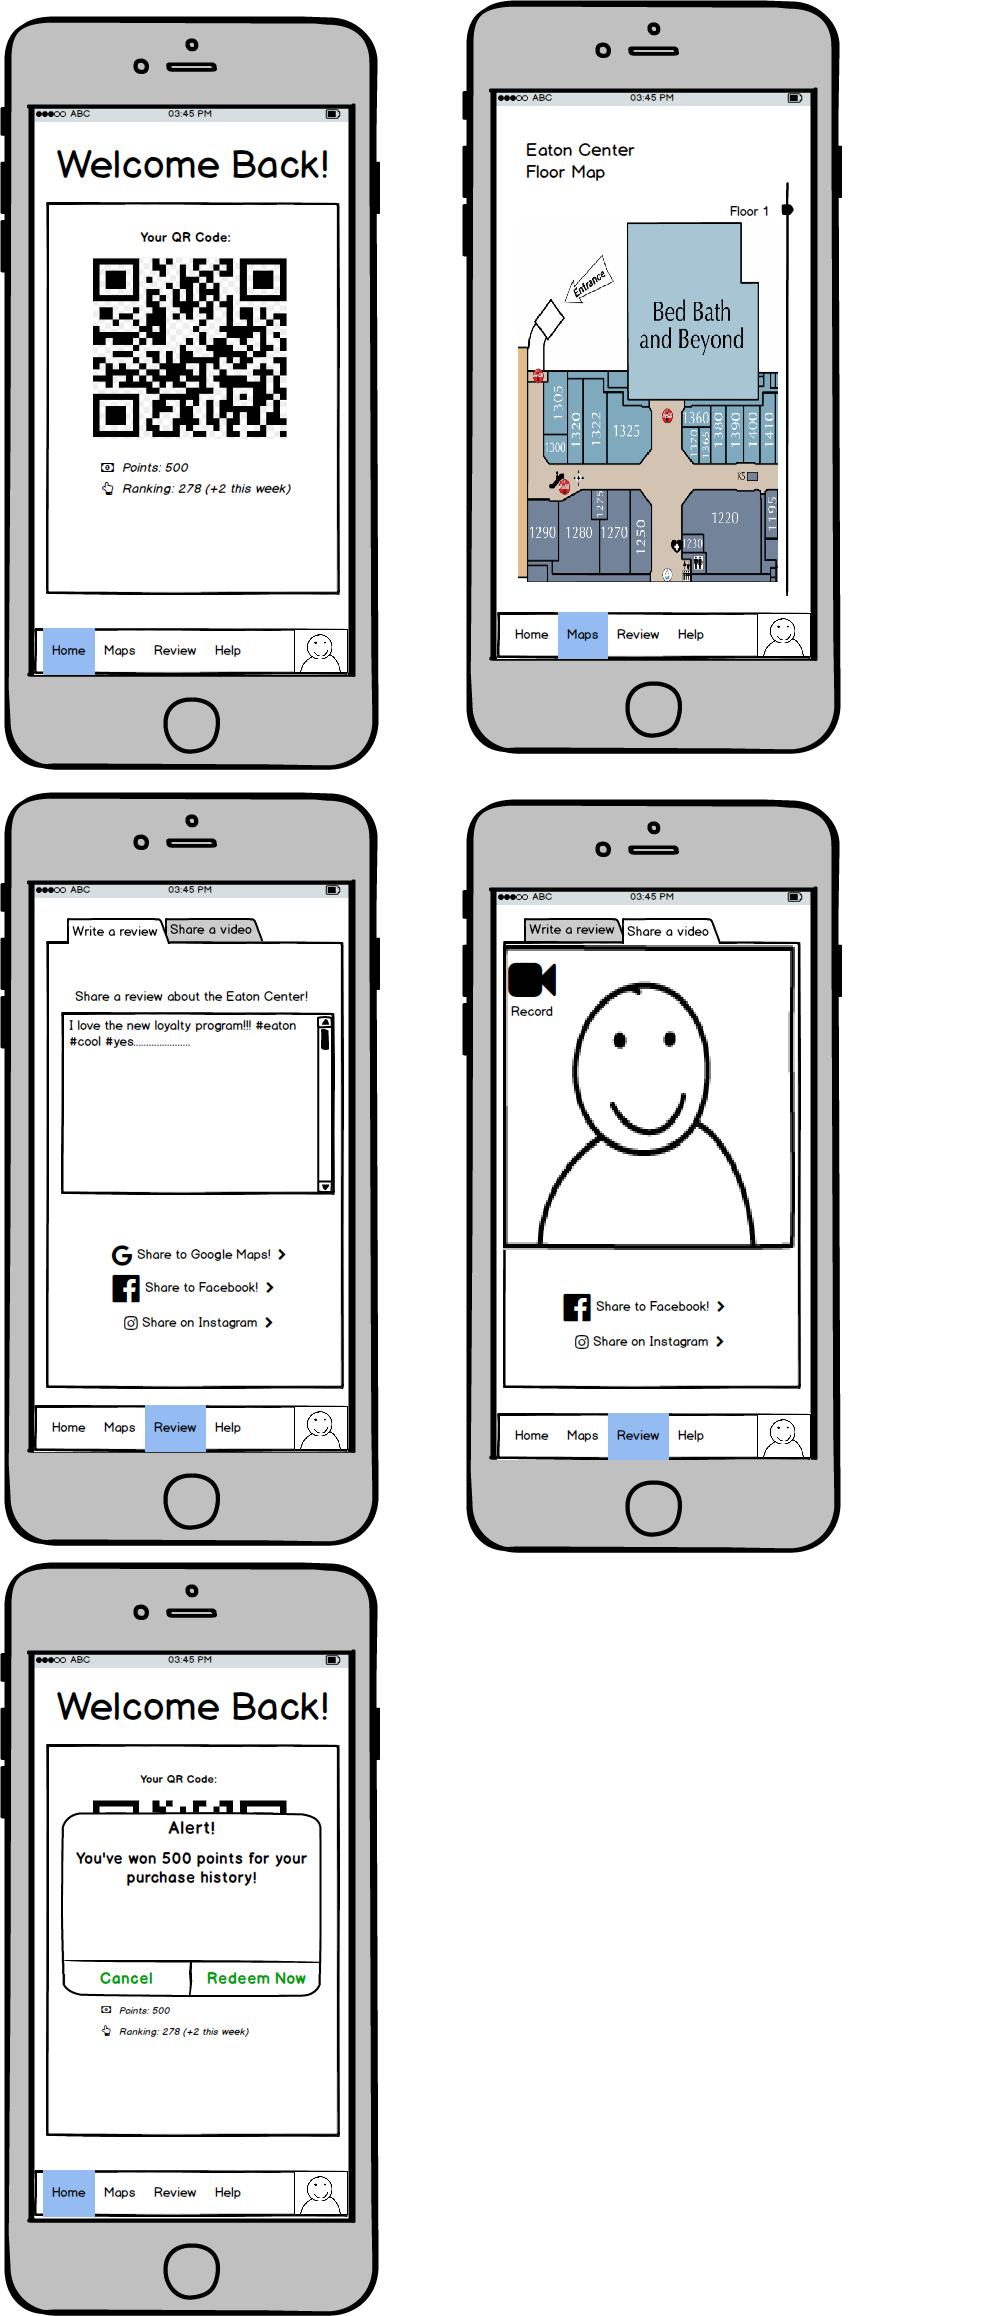 ABC 03:45 PM
Welcome Back!
Your QR Code:
Points: 500
Ranking: 278 (+2 this week)
Home Maps Review Help
ABC 03:45 PM
Eaton Center
Floor Map
Floor 1
Entrance
Bed Bath
and Beyond
1305
1300
1320
1322
1325
1360
1370
1365
1380
1390
1400
1410
K5
1290
1280
1275
1270
1250
1220
1230
1195
Home Maps Review Help
ABC 03:45 PM
Write a review Share a video
Share a review about the Eaton Center!
I love the new loyalty program!!! #eaton
#cool #yes......................
Share to Google Maps!
Share to Facebook!
Share on Instagram
Home Maps Review Help
ABC 03:45 PM
Write a review Share a video
Record
Share to Facebook!
Share on Instagram
Home Maps Review Help
ABC 03:45 PM
Welcome Back!
Your QR Code:
Alert!
You've won 500 points for your
purchase history!
Cancel Redeem Now
Points: 500
Ranking: 278 (+2 this week)
Home Maps Review Help